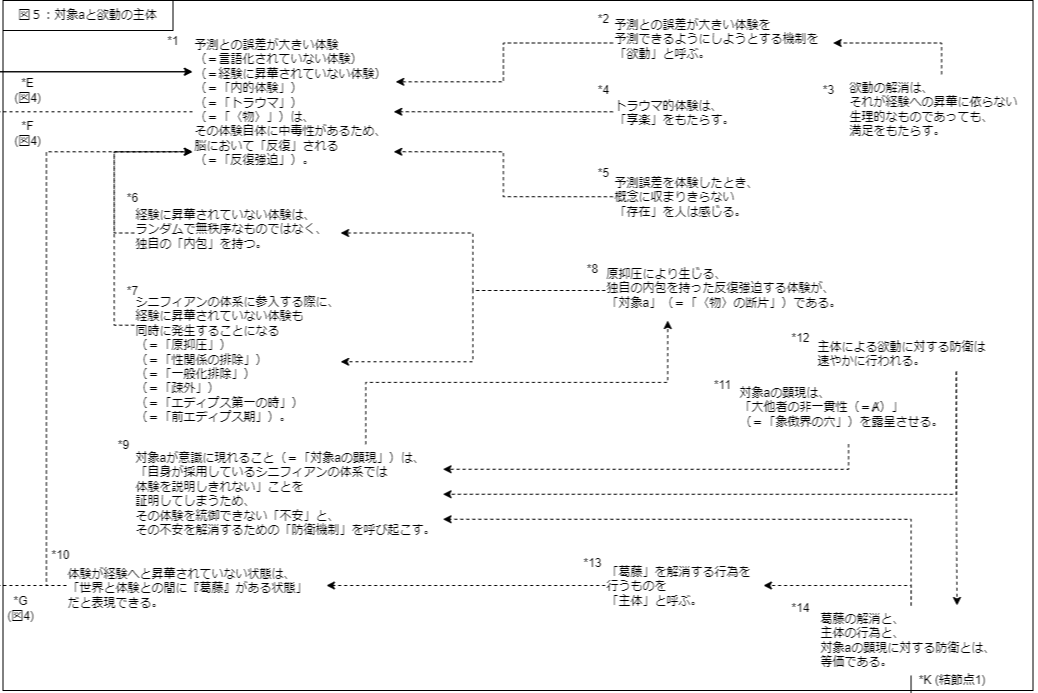 図５：対象aと欲動の主体
*1
予測との誤差が大きい体験
（＝言語化されていない体験）
（＝経験に昇華されていない体験）
（＝「内的体験」）
（＝「トラウマ」）
（＝「〈物〉」）は、
その体験自体に中毒性があるため、
脳において「反復」される
（＝「反復強迫」）。
*E
(図4)
*F
(図4)
*2
予測との誤差が大きい体験を
予測できるようにしようとする機制を
「欲動」と呼ぶ。
*3
欲動の解消は、
それが経験への昇華に依らない
生理的なものであっても、
満足をもたらす。
*4
トラウマ的体験は、
「享楽」をもたらす。
*5
予測誤差を体験したとき、
概念に収まりきらない
「存在」を人は感じる。
*6
経験に昇華されていない体験は、
ランダムで無秩序なものではなく、
独自の「内包」を持つ。
*7
シニフィアンの体系に参入する際に、
経験に昇華されていない体験も
同時に発生することになる
（＝「原抑圧」）
（＝「性関係の排除」）
（＝「一般化排除」）
（＝「疎外」）
（＝「エディプス第一の時」）
（＝「前エディプス期」）。
*8
原抑圧により生じる、
独自の内包を持った反復強迫する体験が、
「対象a」（＝「〈物〉の断片」）である。
*12
主体による欲動に対する防衛は
速やかに行われる。
*11
対象aの顕現は、
「大他者の非一貫性（＝Ⱥ）」
（＝「象徴界の穴」）を露呈させる。
*9
対象aが意識に現れること（＝「対象aの顕現」）は、
「自身が採用しているシニフィアンの体系では
体験を説明しきれない」ことを
証明してしまうため、
その体験を統御できない「不安」と、
その不安を解消するための「防衛機制」を呼び起こす。
*10
体験が経験へと昇華されていない状態は、
「世界と体験との間に『葛藤』がある状態」
だと表現できる。
*G
(図4)
*13
「葛藤」を解消する行為を
行うものを
「主体」と呼ぶ。
*14
葛藤の解消と、
主体の行為と、
対象aの顕現に対する防衛とは、
等価である。
*K (結節点1)